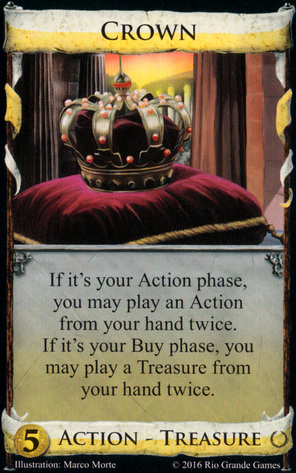 Crown
If it's your Action phase,
you may play an Action
from your hand twice.
If it's your Buy phase, you
may play a Treasure from
your hand twice.
5 Action - Treasure
Illustration: Marco Morte © 2016 Rio Grande Games